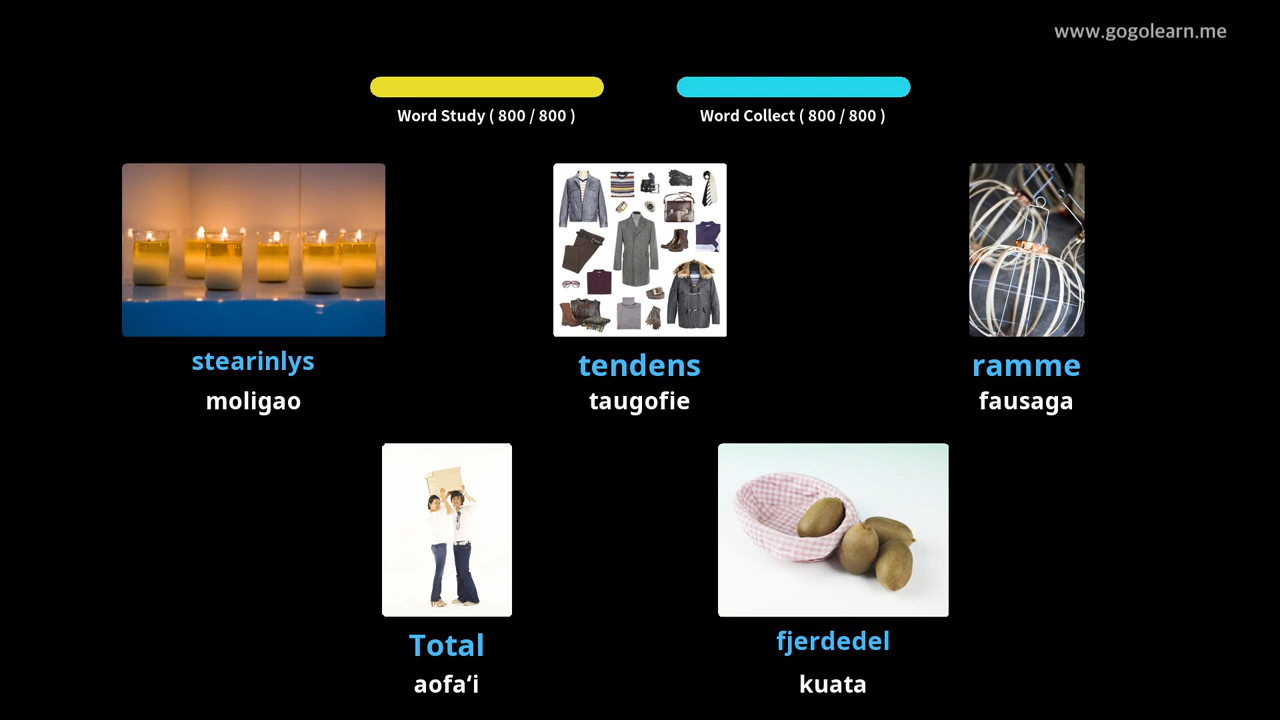 www.gogolearn.me
Word Study ( 800 / 800 )
Word Collect ( 800 / 800 )
stearinlys
moligao
tendens
taugofie
ramme
fausaga
Total
aofaʻi
fjerdedel
kuata